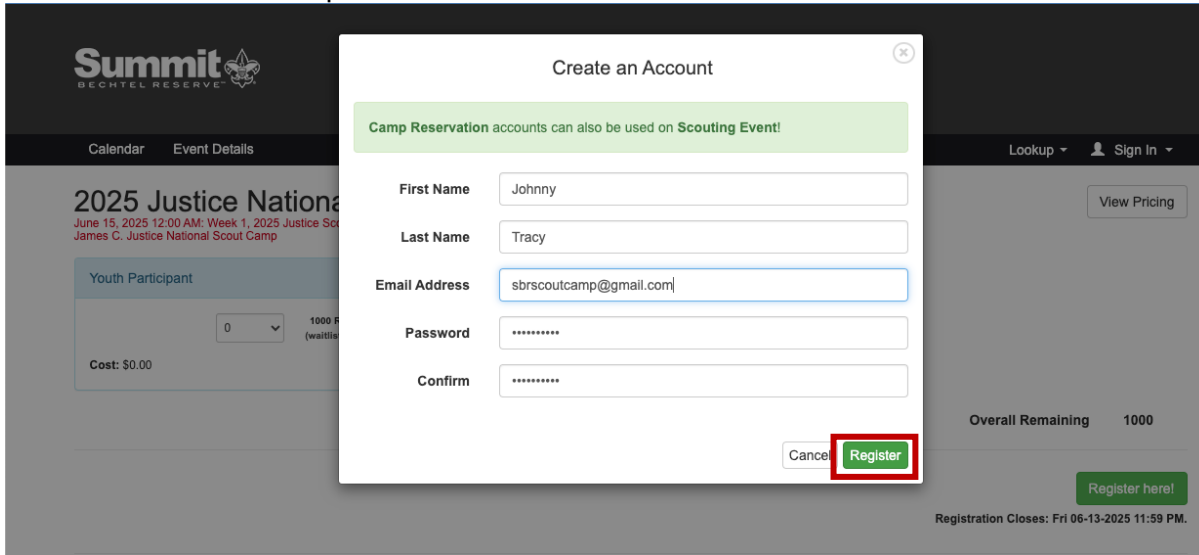 Summit
BECHTEL RESERVE
Calendar Event Details
Lookup Sign In
2025 Justice Nationa
June 15, 2025 12:00 AM: Week 1, 2025 Justice Sco
James C. Justice National Scout Camp
View Pricing
Youth Participant
0
1000 R
(waitlis
Cost: $0.00
Create an Account
Camp Reservation accounts can also be used on Scouting Event!
First Name Johnny
Last Name Tracy
Email Address sbrscoutcamp@gmail.com
Password ••••••••••
Confirm ••••••••••
Cancel Register
Overall Remaining 1000
Register here!
Registration Closes: Fri 06-13-2025 11:59 PM.